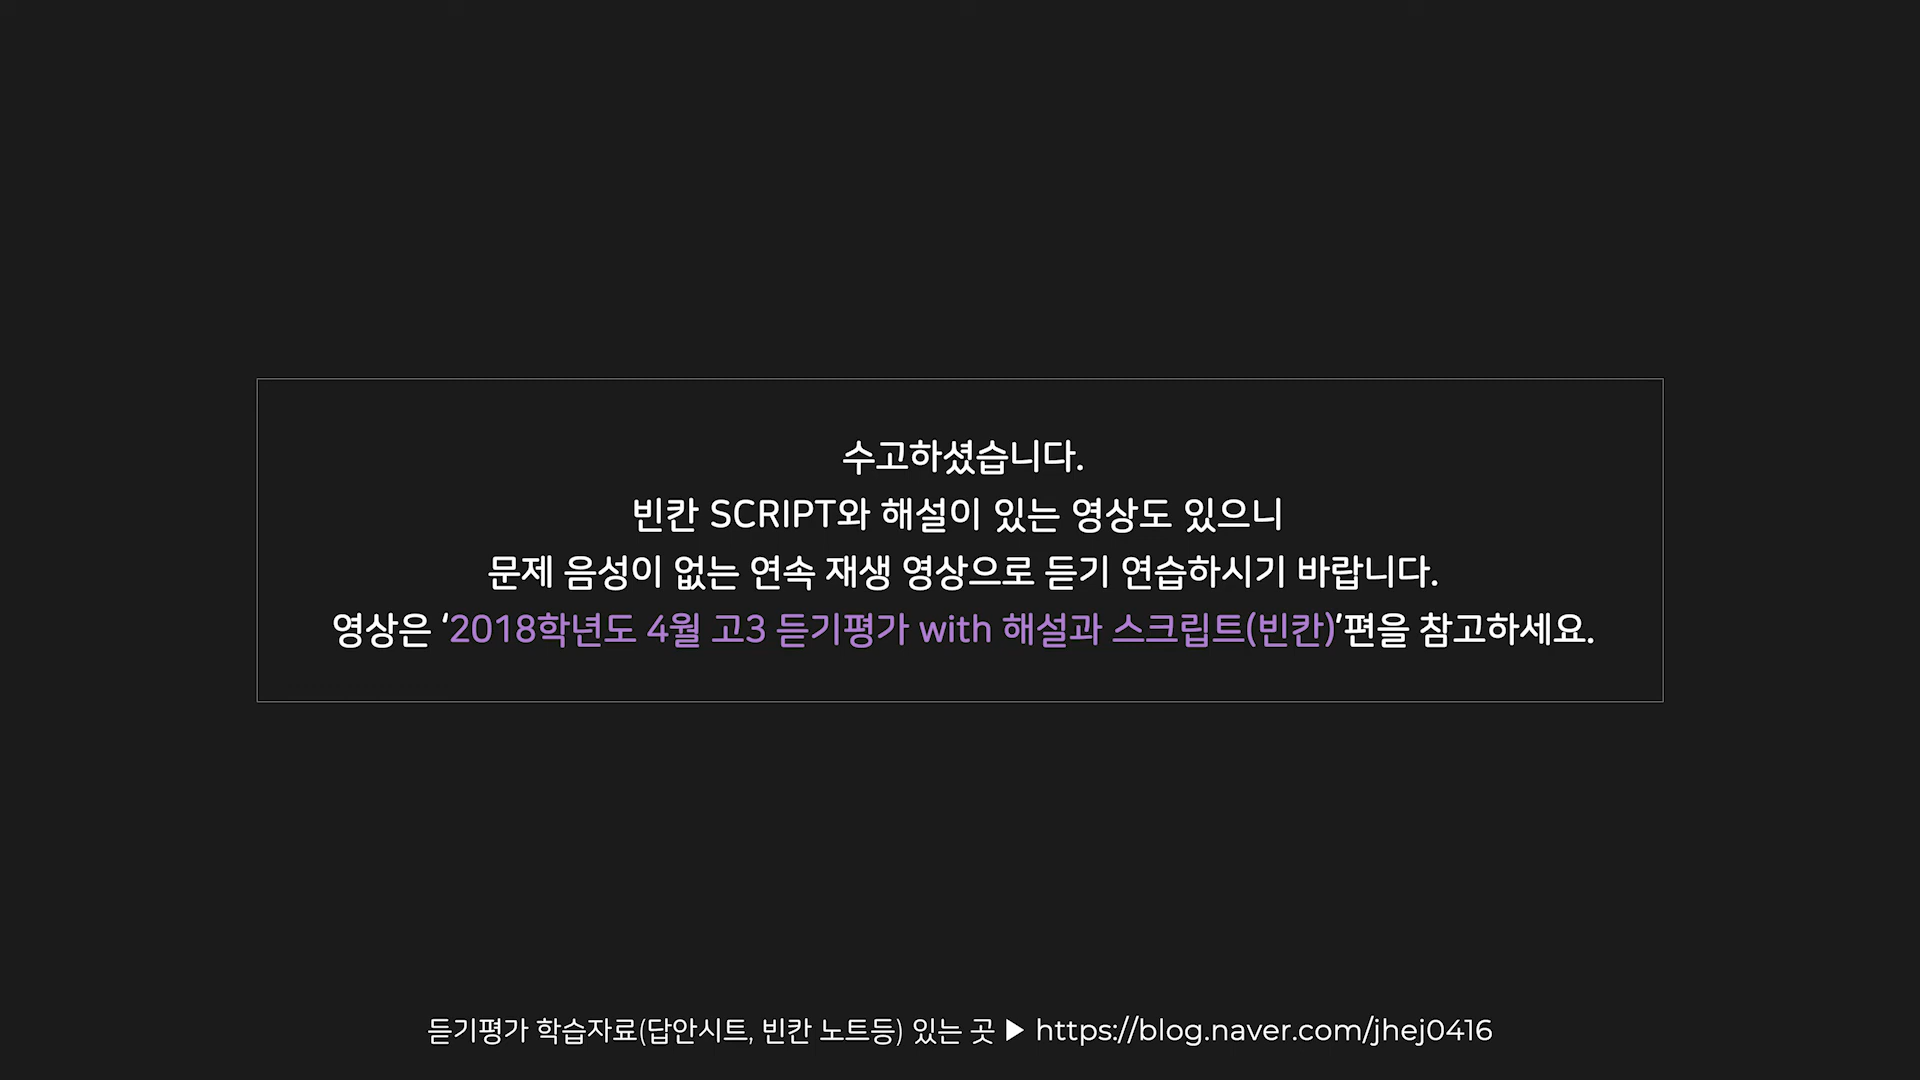 수고하셨습니다.
빈칸 SCRIPT와 해설이 있는 영상도 있으니
문제 음성이 없는 연속 재생 영상으로 듣기 연습하시기 바랍니다.
영상은 ‘2018학년도 4월 고3 듣기평가 with 해설과 스크립트(빈칸)’편을 참고하세요.
듣기평가 학습자료(답안시트, 빈칸 노트등) 있는 곳 ▶ https://blog.naver.com/jhej0416